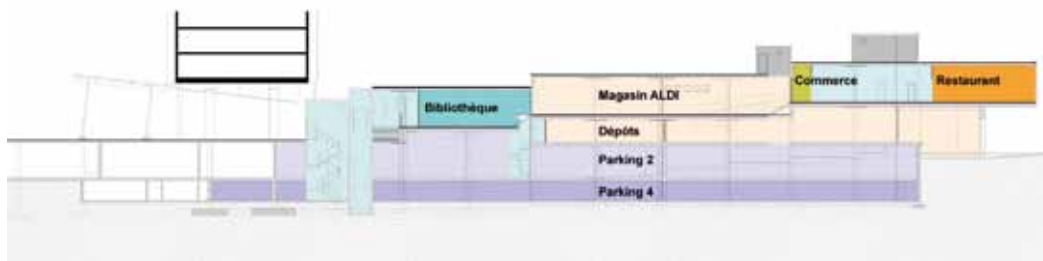 Commerce
Restaurant
Magasin ALDI
Bibliothèque
Dépôts
Parking 2
Parking 4